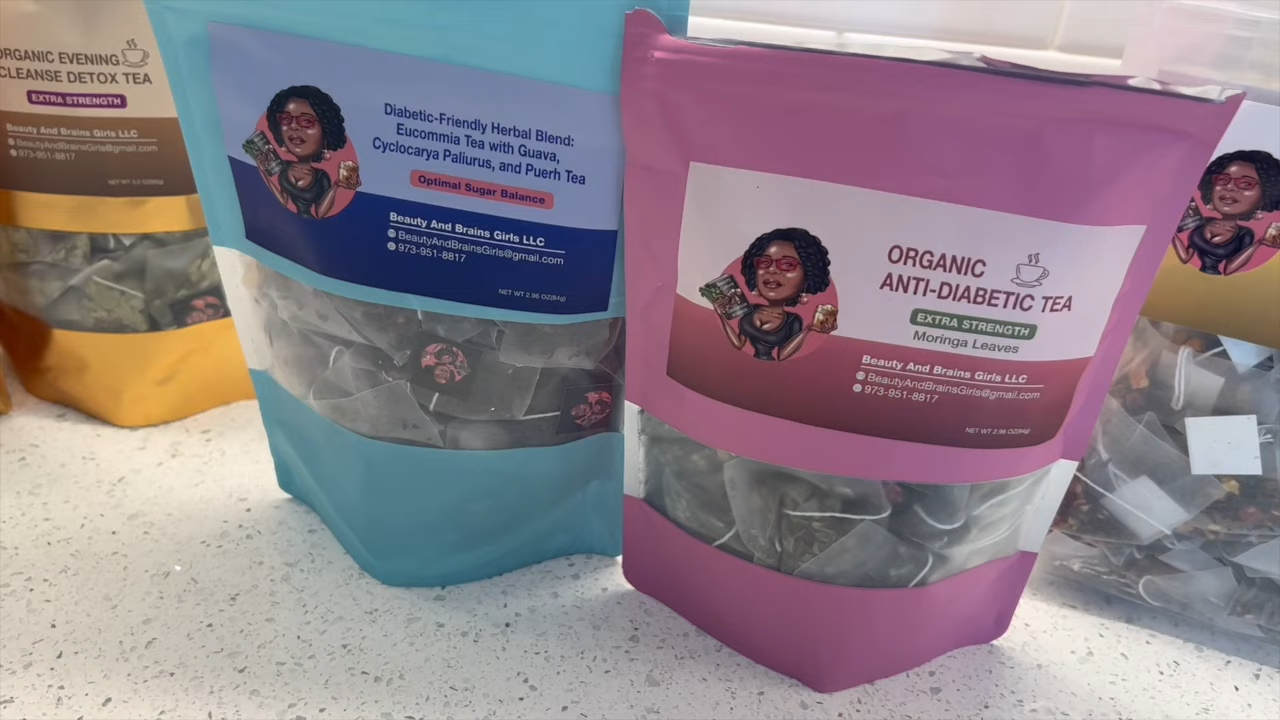 ORGANIC EVENING
CLEANSE DETOX TEA
EXTRA STRENGTH
Beauty And Brains Girls LLC
BeautyAndBrainsGirls@gmail.com
973-951-8817
Diabetic-Friendly Herbal Blend:
Eucommia Tea with Guava,
Cyclocarya Paliurus, and Puerh Tea
Optimal Sugar Balance
Beauty And Brains Girls LLC
BeautyAndBrainsGirls@gmail.com
973-951-8817
NET WT 2.96 OZ(84g)
ORGANIC
ANTI-DIABETIC TEA
EXTRA STRENGTH
Moringa Leaves
Beauty And Brains Girls LLC
BeautyAndBrainsGirls@gmail.com
973-951-8817
NET WT 2.96 OZ(84g)